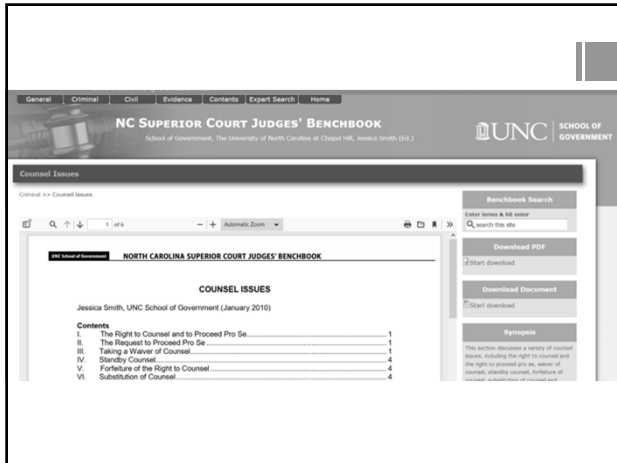 General Criminal Civil Evidence Contents Expert Search Home
NC SUPERIOR COURT JUDGES' BENCHBOOK
School of Government, The University of North Carolina at Chapel Hill, Jessica Smith (Ed.)
UNC SCHOOL OF GOVERNMENT
Counsel Issues
Criminal >> Counsel Issues
1 of 6
Automatic Zoom
UNC School of Government NORTH CAROLINA SUPERIOR COURT JUDGES' BENCHBOOK
COUNSEL ISSUES
Jessica Smith, UNC School of Government (January 2010)
Contents
I. The Right to Counsel and to Proceed Pro Se 1
II. The Request to Proceed Pro Se 1
III. Taking a Waiver of Counsel 1
IV. Standby Counsel 4
V. Forfeiture of the Right to Counsel 4
VI. Substitution of Counsel 4
Benchbook Search
Enter terms & hit enter
search this site
Download PDF
Start download
Download Document
Start download
Synopsis
This section discusses a variety of counsel
issues, including the right to counsel and
the right to proceed pro se, waiver of
counsel, standby counsel, forfeiture of
counsel, substitution of counsel and